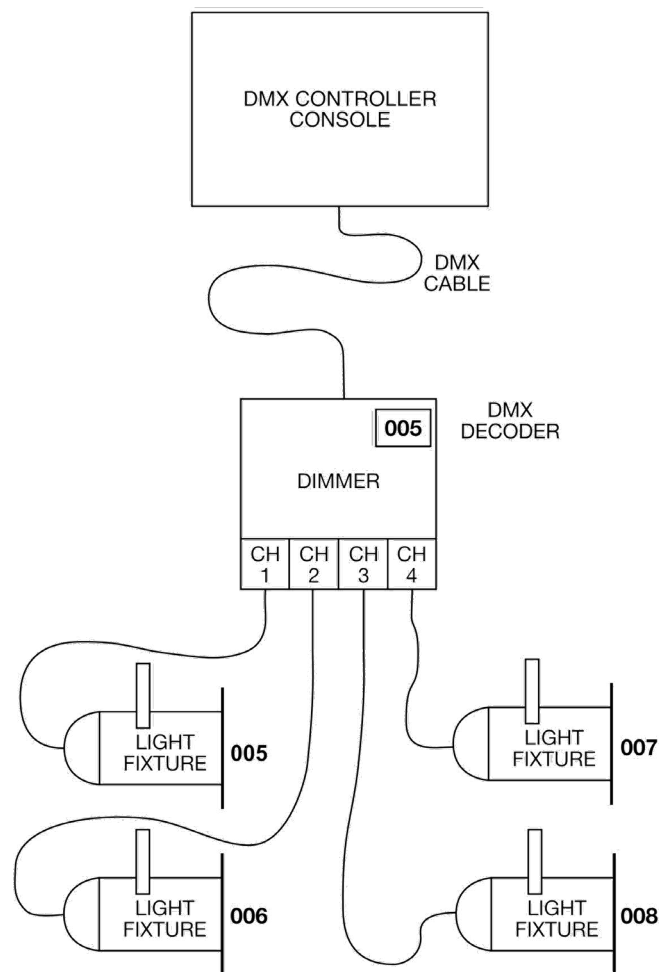 DMX CONTROLLER
CONSOLE
DMX
CABLE
005
DMX
DECODER
DIMMER
CH
1
CH
2
CH
3
CH
4
LIGHT
FIXTURE
005
LIGHT
FIXTURE
007
LIGHT
FIXTURE
006
LIGHT
FIXTURE
008